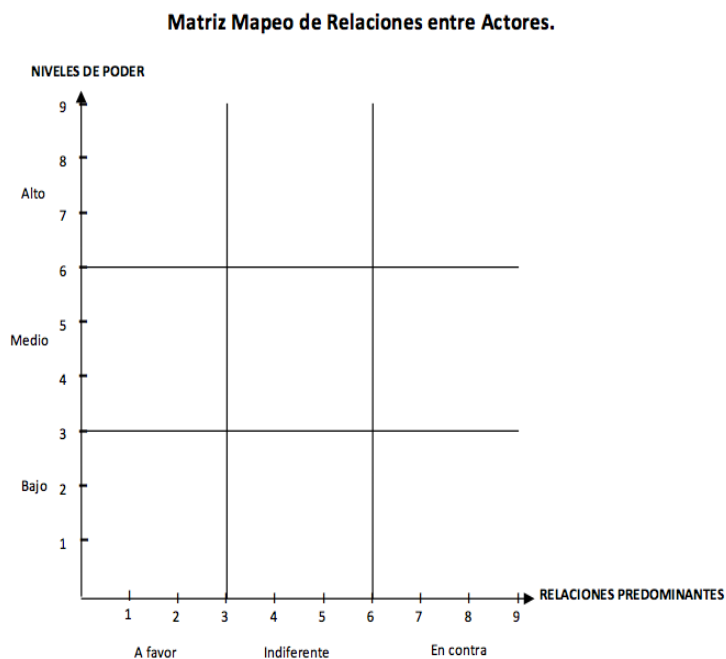 Matriz Mapeo de Relaciones entre Actores.
NIVELES DE PODER
9
8
Alto
7
6
5
Medio
4
3
Bajo 2
1
RELACIONES PREDOMINANTES
1 2 3 4 5 6 7 8 9
A favor Indiferente En contra